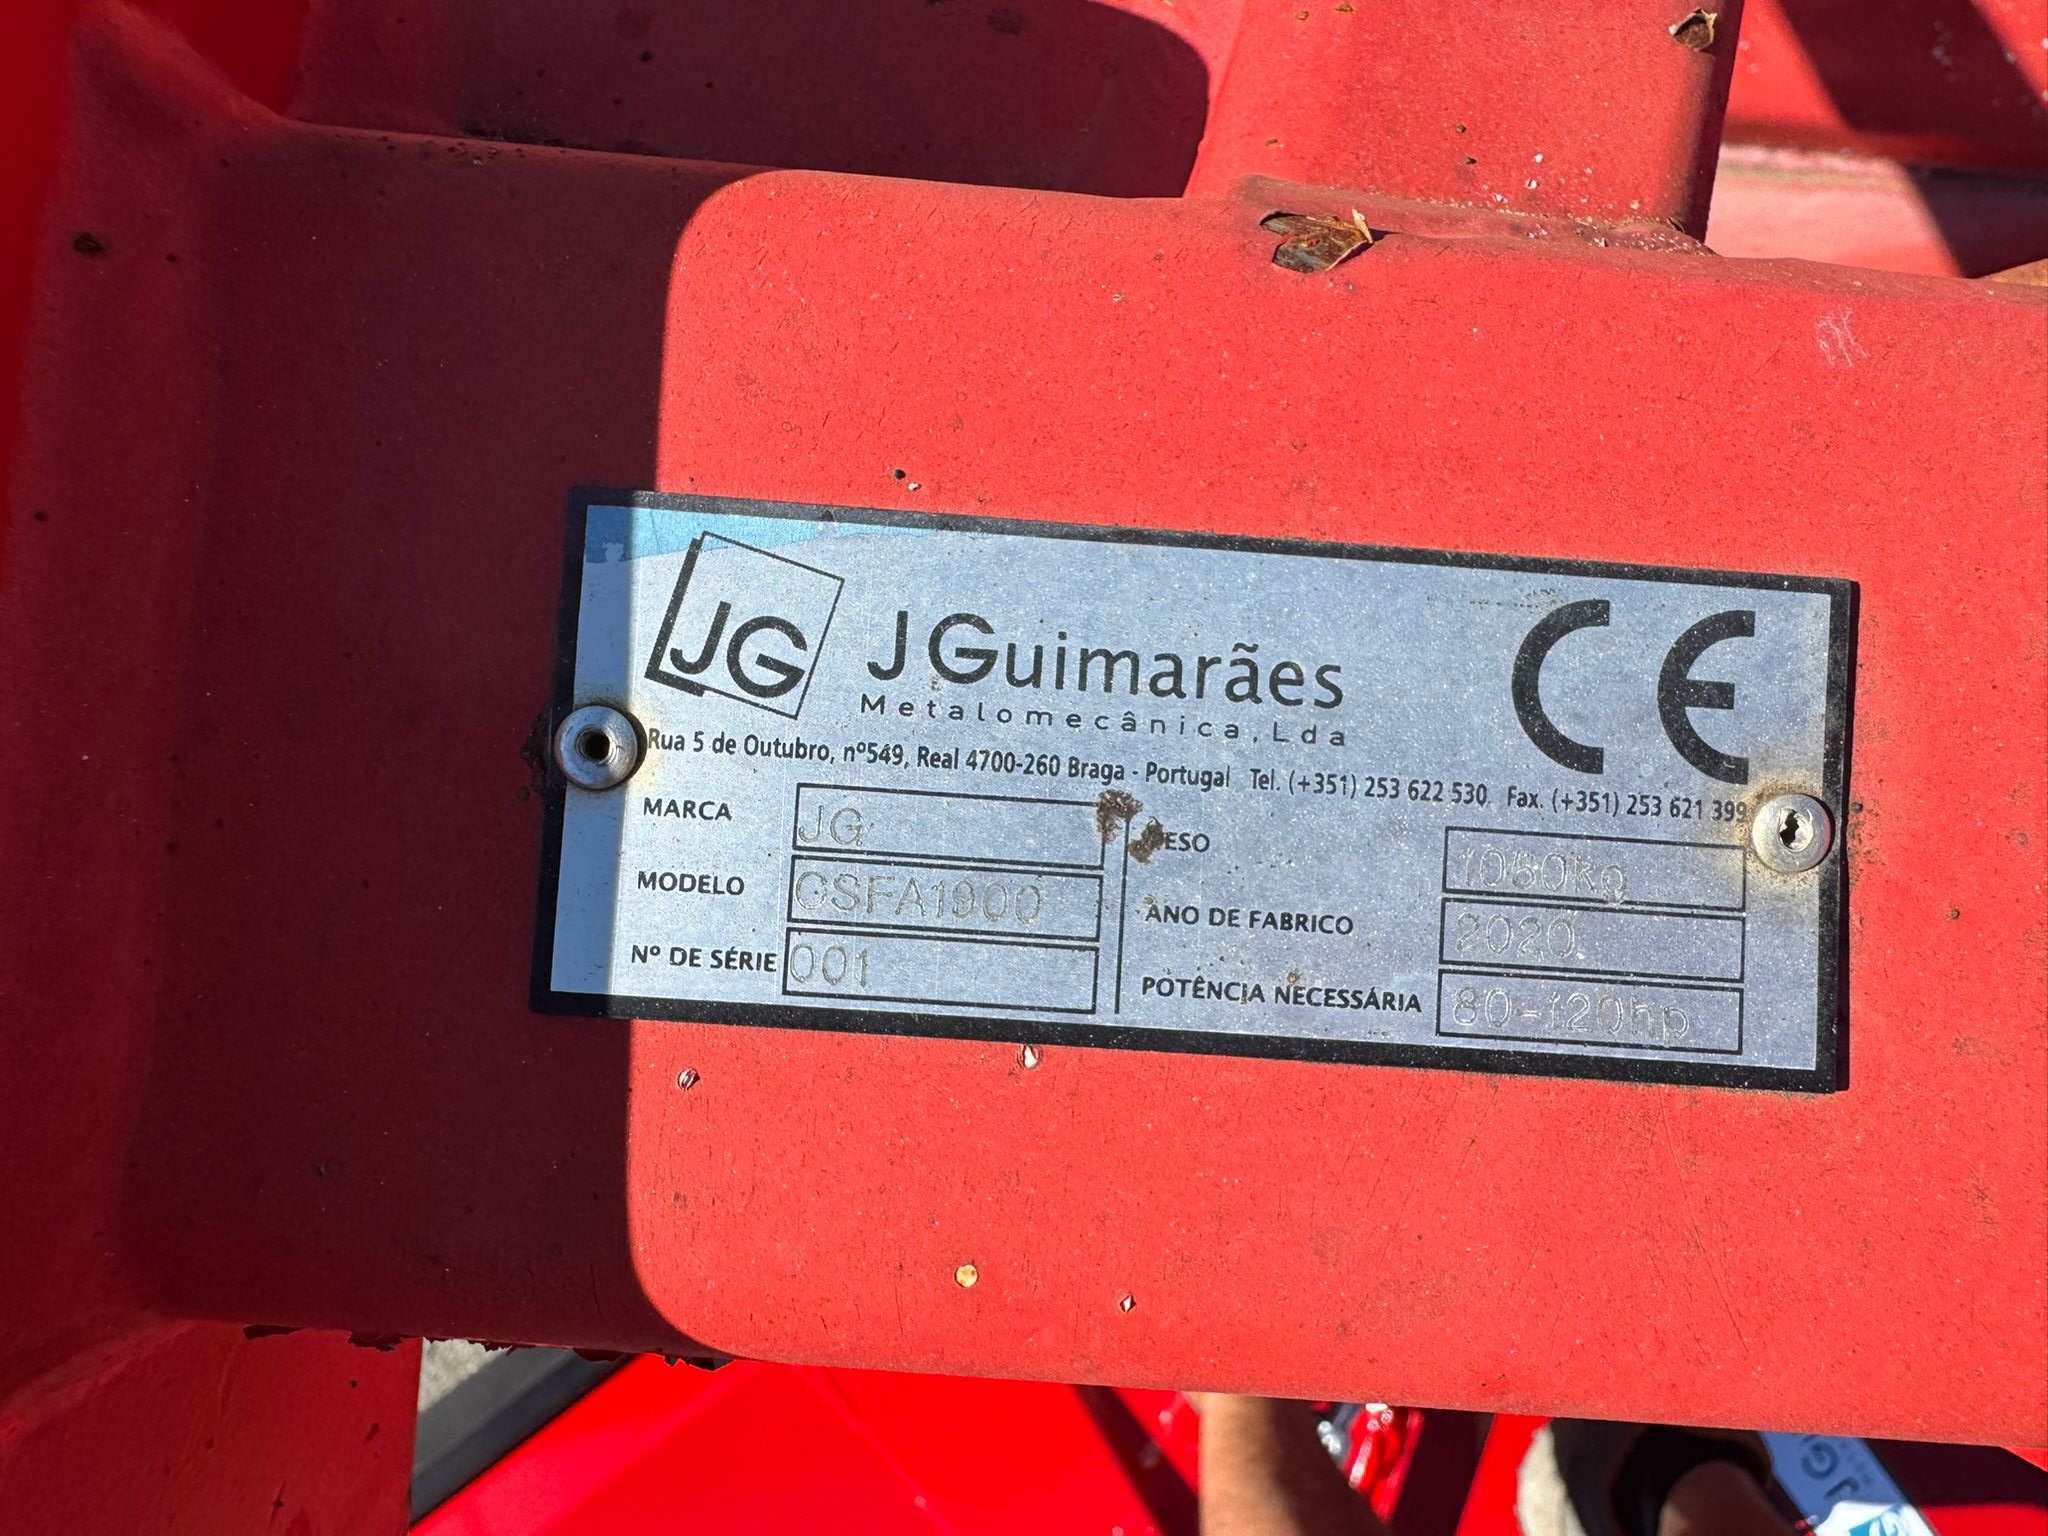 JG
J Guimarães
Metalomecânica, Lda
CE
Rua 5 de Outubro, nº549, Real 4700-260 Braga - Portugal Tel. (+351) 253 622 530 Fax. (+351) 253 621 399
MARCA JG
MODELO CSFA1900
Nº DE SÉRIE 001
PESO 1050kg
ANO DE FABRICO 2020
POTÊNCIA NECESSÁRIA 80-120hp